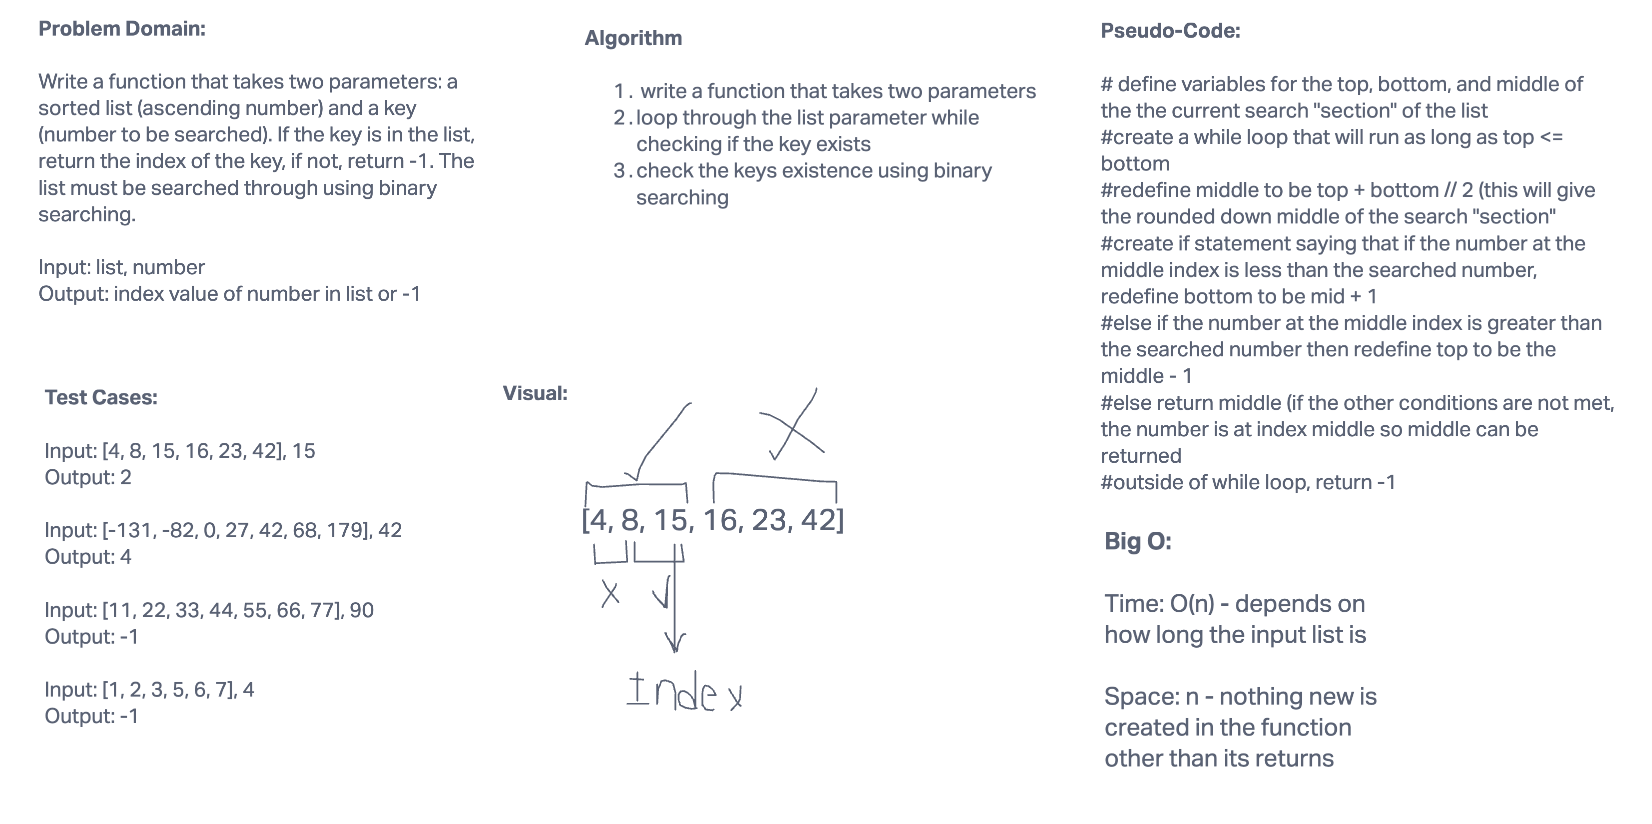 Problem Domain:
Write a function that takes two parameters: a
sorted list (ascending number) and a key
(number to be searched). If the key is in the list,
return the index of the key, if not, return -1. The
list must be searched through using binary
searching.
Input: list, number
Output: index value of number in list or -1
Algorithm
1. write a function that takes two parameters
2. loop through the list parameter while
checking if the key exists
3. check the keys existence using binary
searching
Pseudo-Code:
# define variables for the top, bottom, and middle of
the the current search "section" of the list
#create a while loop that will run as long as top <=
bottom
#redefine middle to be top + bottom // 2 (this will give
the rounded down middle of the search "section"
#create if statement saying that if the number at the
middle index is less than the searched number,
redefine bottom to be mid + 1
#else if the number at the middle index is greater than
the searched number then redefine top to be the
middle - 1
#else return middle (if the other conditions are not met,
the number is at index middle so middle can be
returned
#outside of while loop, return -1
Test Cases:
Input: [4, 8, 15, 16, 23, 42], 15
Output: 2
Input: [-131, -82, 0, 27, 42, 68, 179], 42
Output: 4
Input: [11, 22, 33, 44, 55, 66, 77], 90
Output: -1
Input: [1, 2, 3, 5, 6, 7], 4
Output: -1
Visual:
[4, 8, 15, 16, 23, 42]
Index
Big O:
Time: O(n) - depends on
how long the input list is
Space: n - nothing new is
created in the function
other than its returns